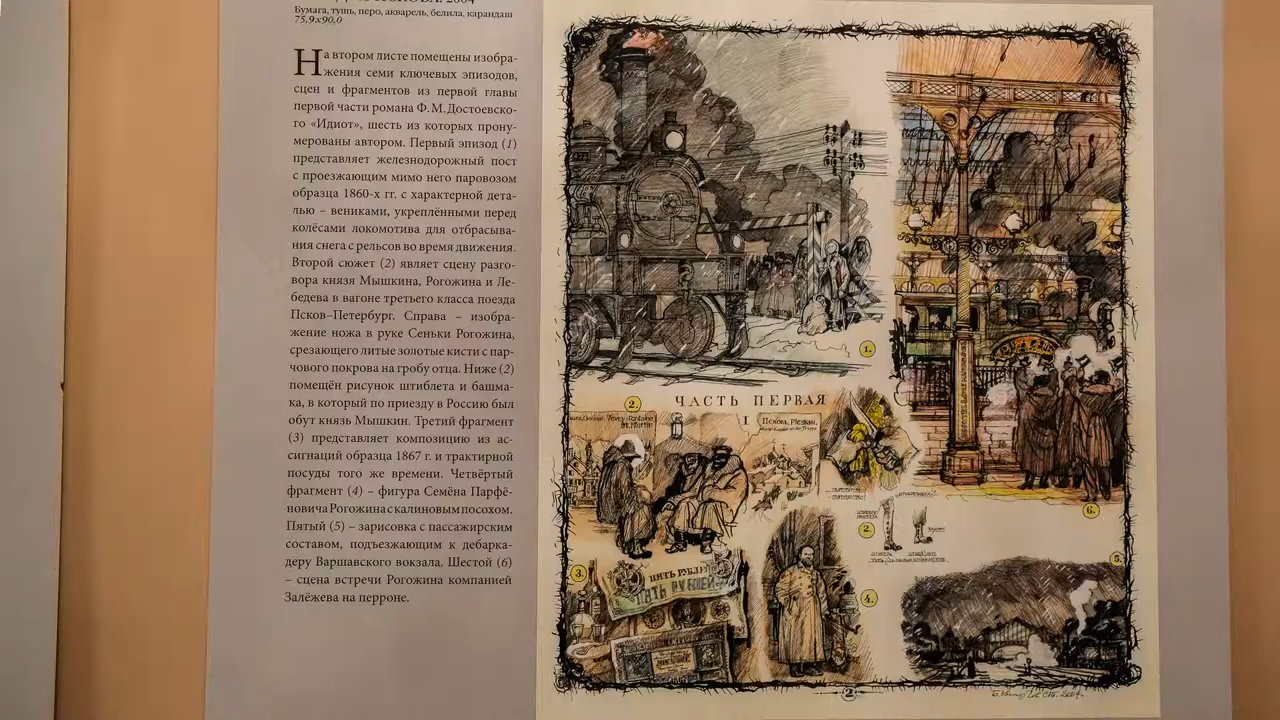 Бумага, тушь, перо, акварель, белила, карандаш
75.9x90,0
На втором листе помещены изобра-
жения семи ключевых эпизодов,
сцен и фрагментов из первой главы
первой части романа Ф.М.Достоевско-
го «Идиот», шесть из которых прону-
мерованы автором. Первый эпизод (1)
представляет железнодорожный пост
с проезжающим мимо него паровозом
образца 1860-х гг. с характерной дета-
лью – вениками, укреплёнными перед
колёсами локомотива для отбрасыва-
ния снега с рельсов во время движения.
Второй сюжет (2) являет сцену разго-
вора князя Мышкина, Рогожина и Ле-
бедева в вагоне третьего класса поезда
Псков–Петербург. Справа – изобра-
жение ножа в руке Сеньки Рогожина,
срезающего литые золотые кисти с пар-
чового покрова на гробу отца. Ниже (2)
помещён рисунок штиблета и башма-
ка, в который по приезду в Россию был
обут князь Мышкин. Третий фрагмент
(3) представляет композицию из ас-
сигнаций образца 1867 г. и трактирной
посуды того же времени. Четвёртый
фрагмент (4) – фигура Семёна Парфё-
новича Рогожина с калиновым посохом.
Пятый (5) – зарисовка с пассажирским
составом, подъезжающим к дебарка-
деру Варшавского вокзала. Шестой (6)
– сцена встречи Рогожина компанией
Залёжева на перроне.
1.
ЧАСТЬ ПЕРВАЯ
I
2.
Псковъ, Pleskau,
6.
2.
3.
ПЯТЬ РУБЛЕЙ
ПЯТЬ РУБЛЕЙ
4.
5.
2